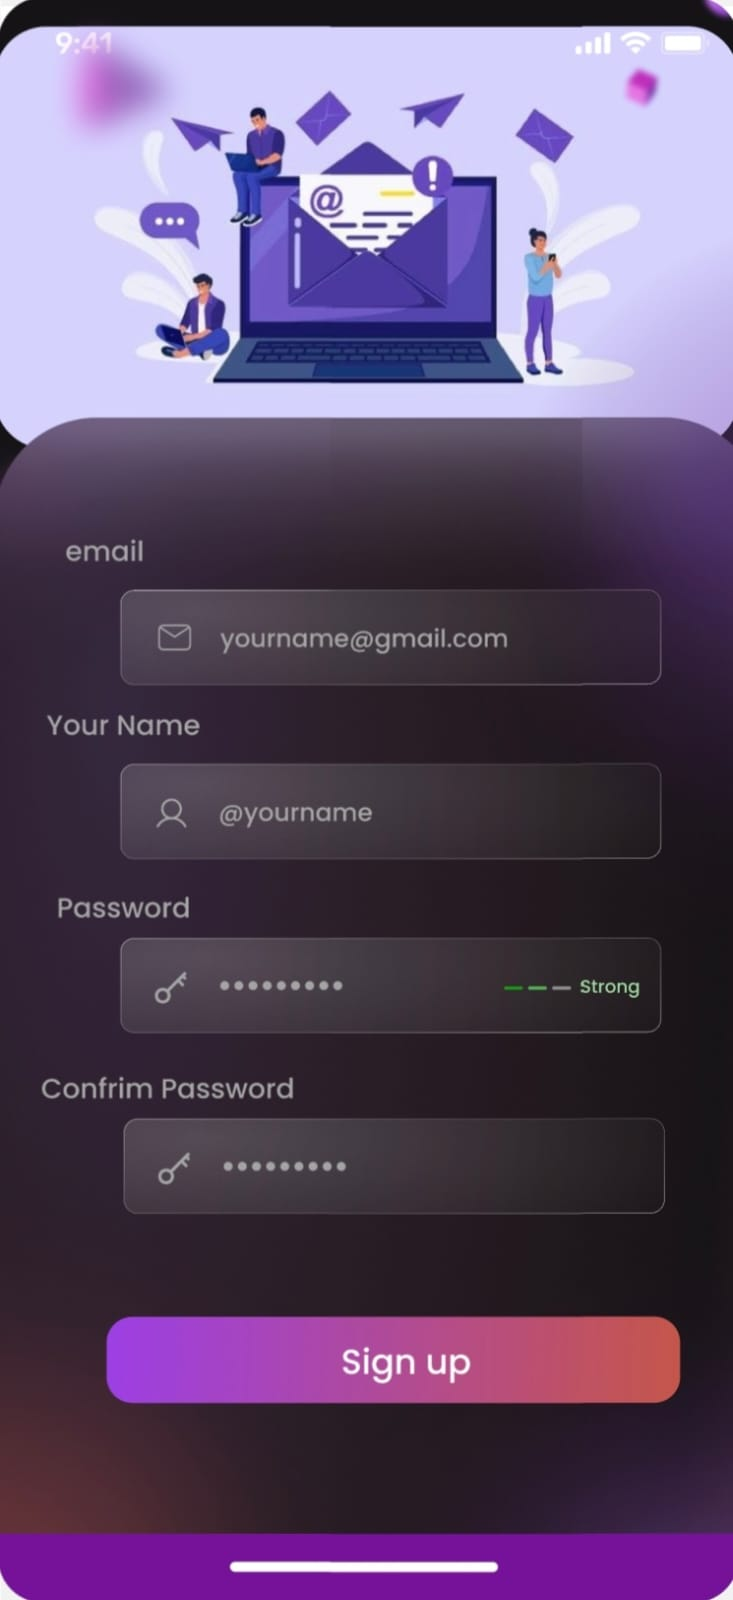 9:41
@
!
email
yourname@gmail.com
Your Name
@yourname
Password
••••••••• Strong
Confrim Password
•••••••••
Sign up